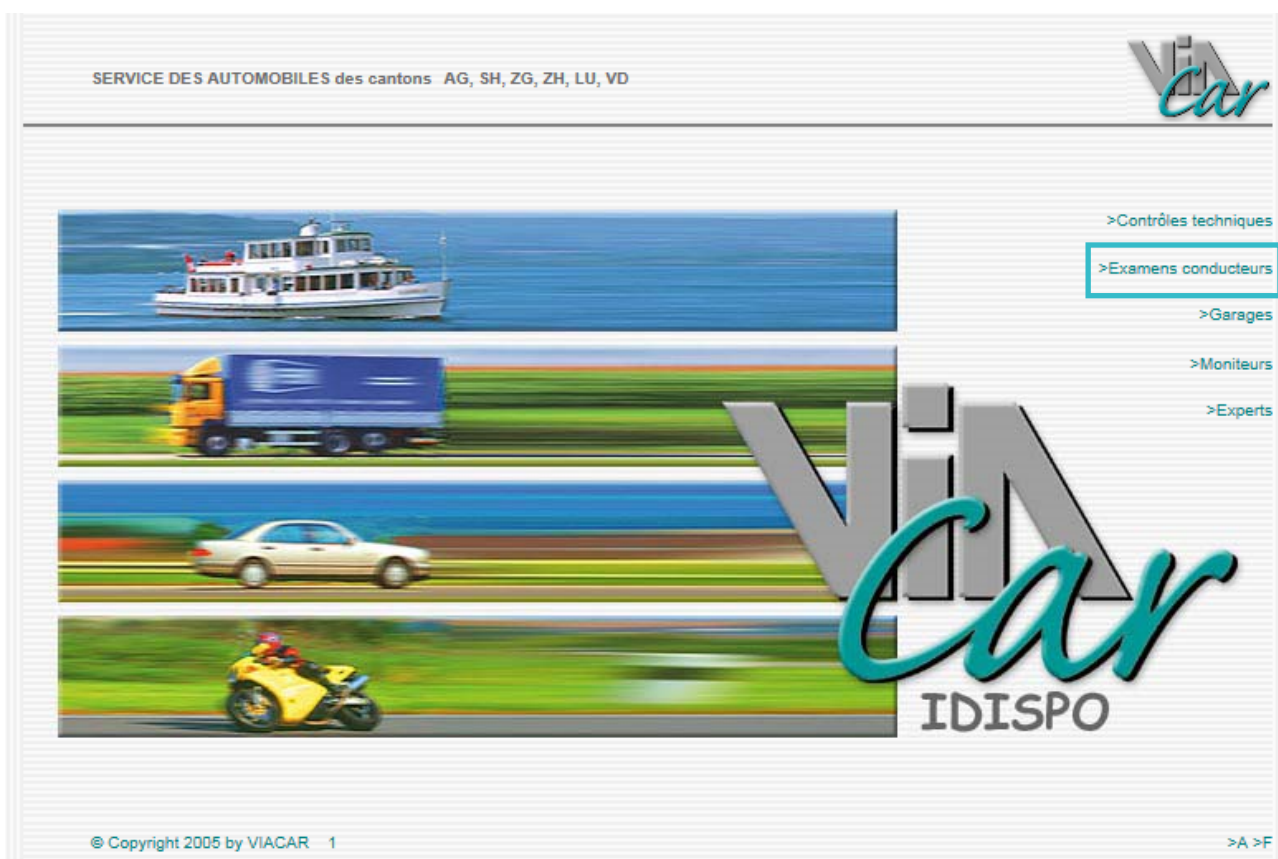 SERVICE DES AUTOMOBILES des cantons AG, SH, ZG, ZH, LU, VD
ViA
Car
>Contrôles techniques
>Examens conducteurs
>Garages
>Moniteurs
>Experts
ViA
Car
IDISPO
© Copyright 2005 by VIACAR 1
>A >F